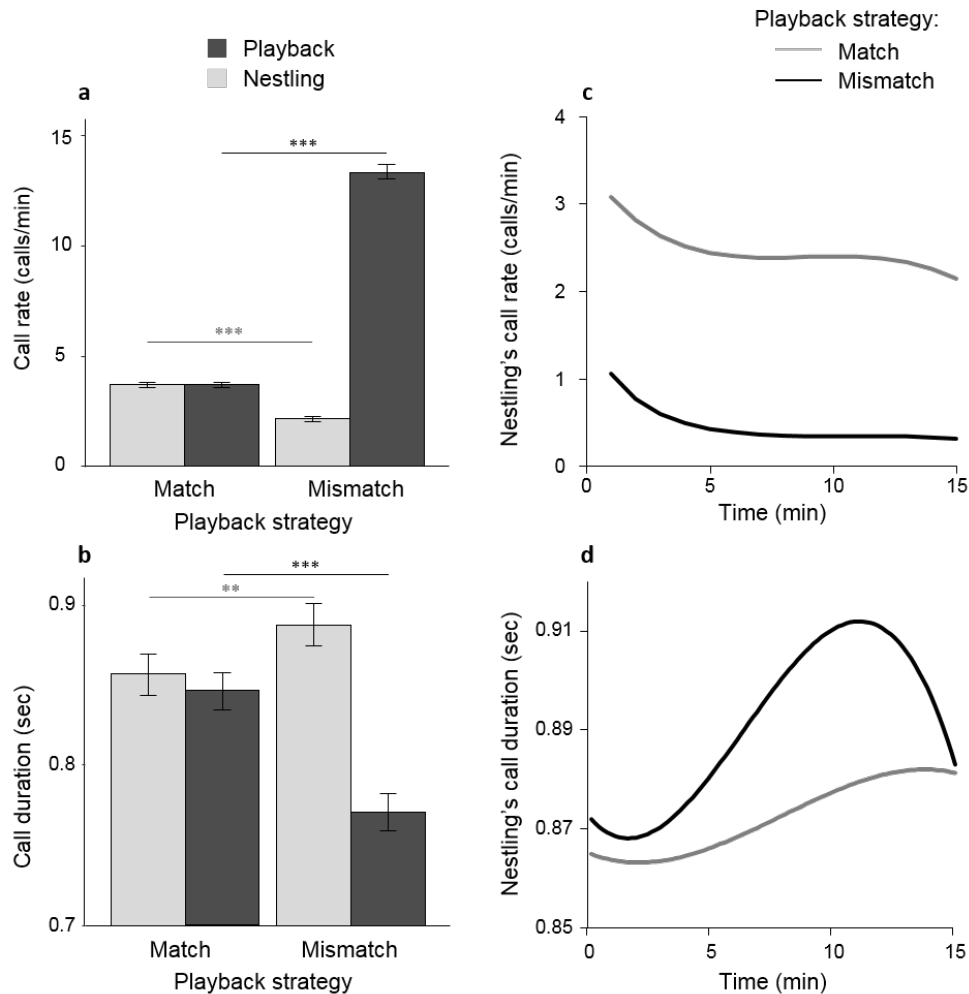 Playback
Nestling
a
Call rate (calls/min)
15
10
5
0
***
***
Match
Mismatch
Playback strategy
Playback strategy:
Match
Mismatch
c
Nestling's call rate (calls/min)
4
3
2
1
0
0
5
10
15
Time (min)
b
Call duration (sec)
0.9
0.8
0.7
***
**
Match
Mismatch
Playback strategy
d
Nestling's call duration (sec)
0.91
0.89
0.87
0.85
0
5
10
15
Time (min)